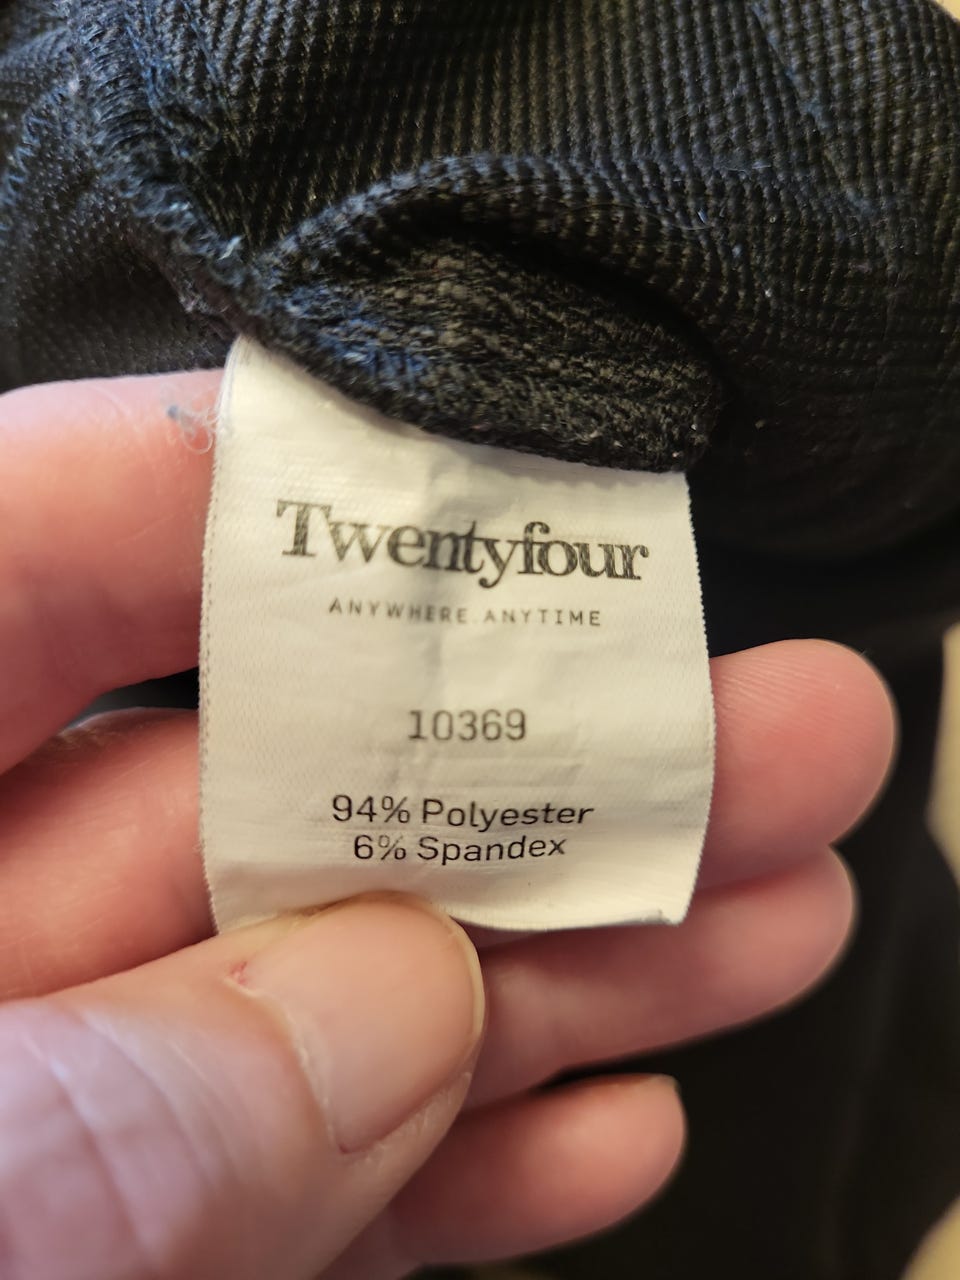 Twentyfour
ANYWHERE.ANYTIME
10369
94% Polyester
6% Spandex